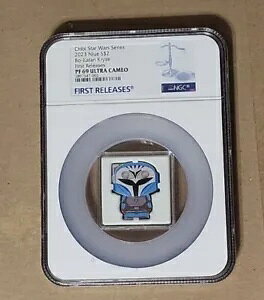 Chibi Star Wars Series
2023 Niue S$2
Bo-Katan Kryze
First Releases
PF 69 ULTRA CAMEO
FIRST RELEASES
NGC